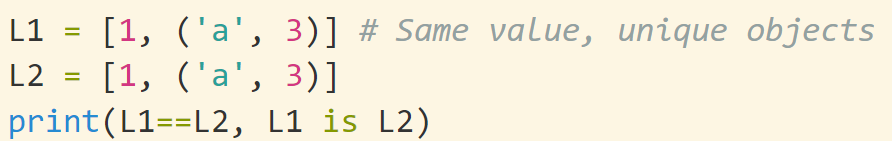 L1 = [1, ('a', 3)] # Same value, unique objects
L2 = [1, ('a', 3)]
print(L1==L2, L1 is L2)